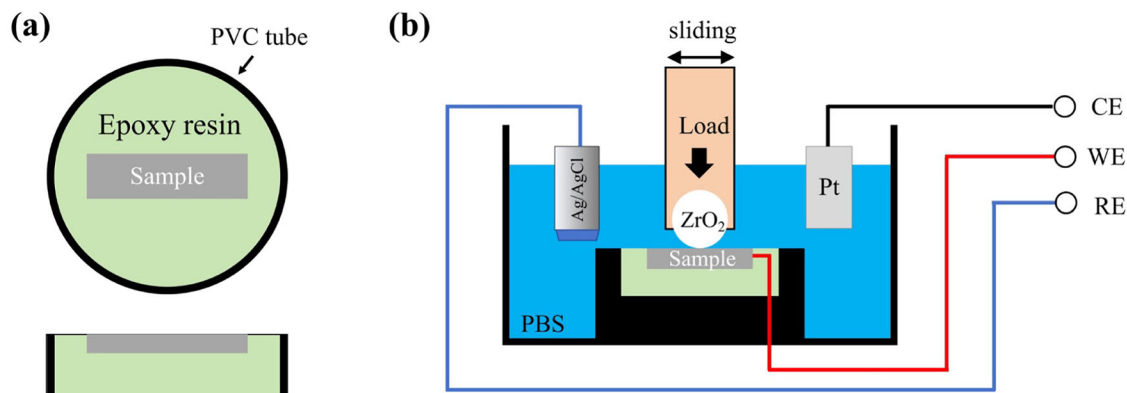 (a)
PVC tube
Epoxy resin
Sample
(b)
sliding
Load
Ag/AgCl
ZrO₂
Pt
Sample
PBS
CE
WE
RE